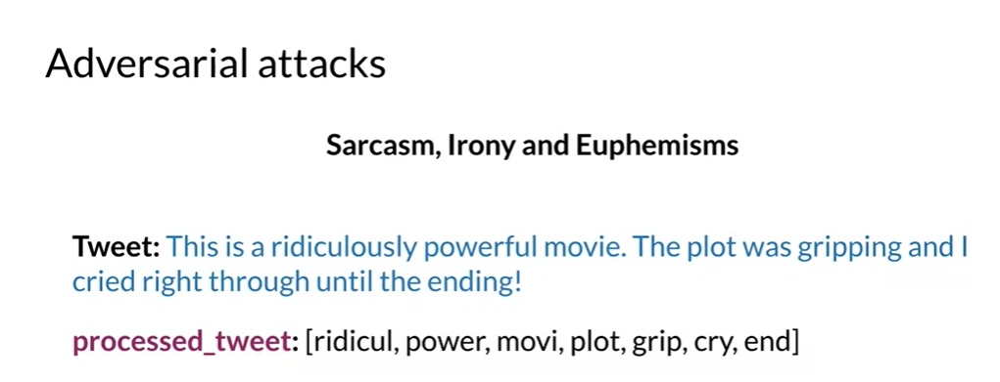 Adversarial attacks
Sarcasm, Irony and Euphemisms
Tweet: This is a ridiculously powerful movie. The plot was gripping and I
cried right through until the ending!
processed_tweet: [ridicul, power, movi, plot, grip, cry, end]